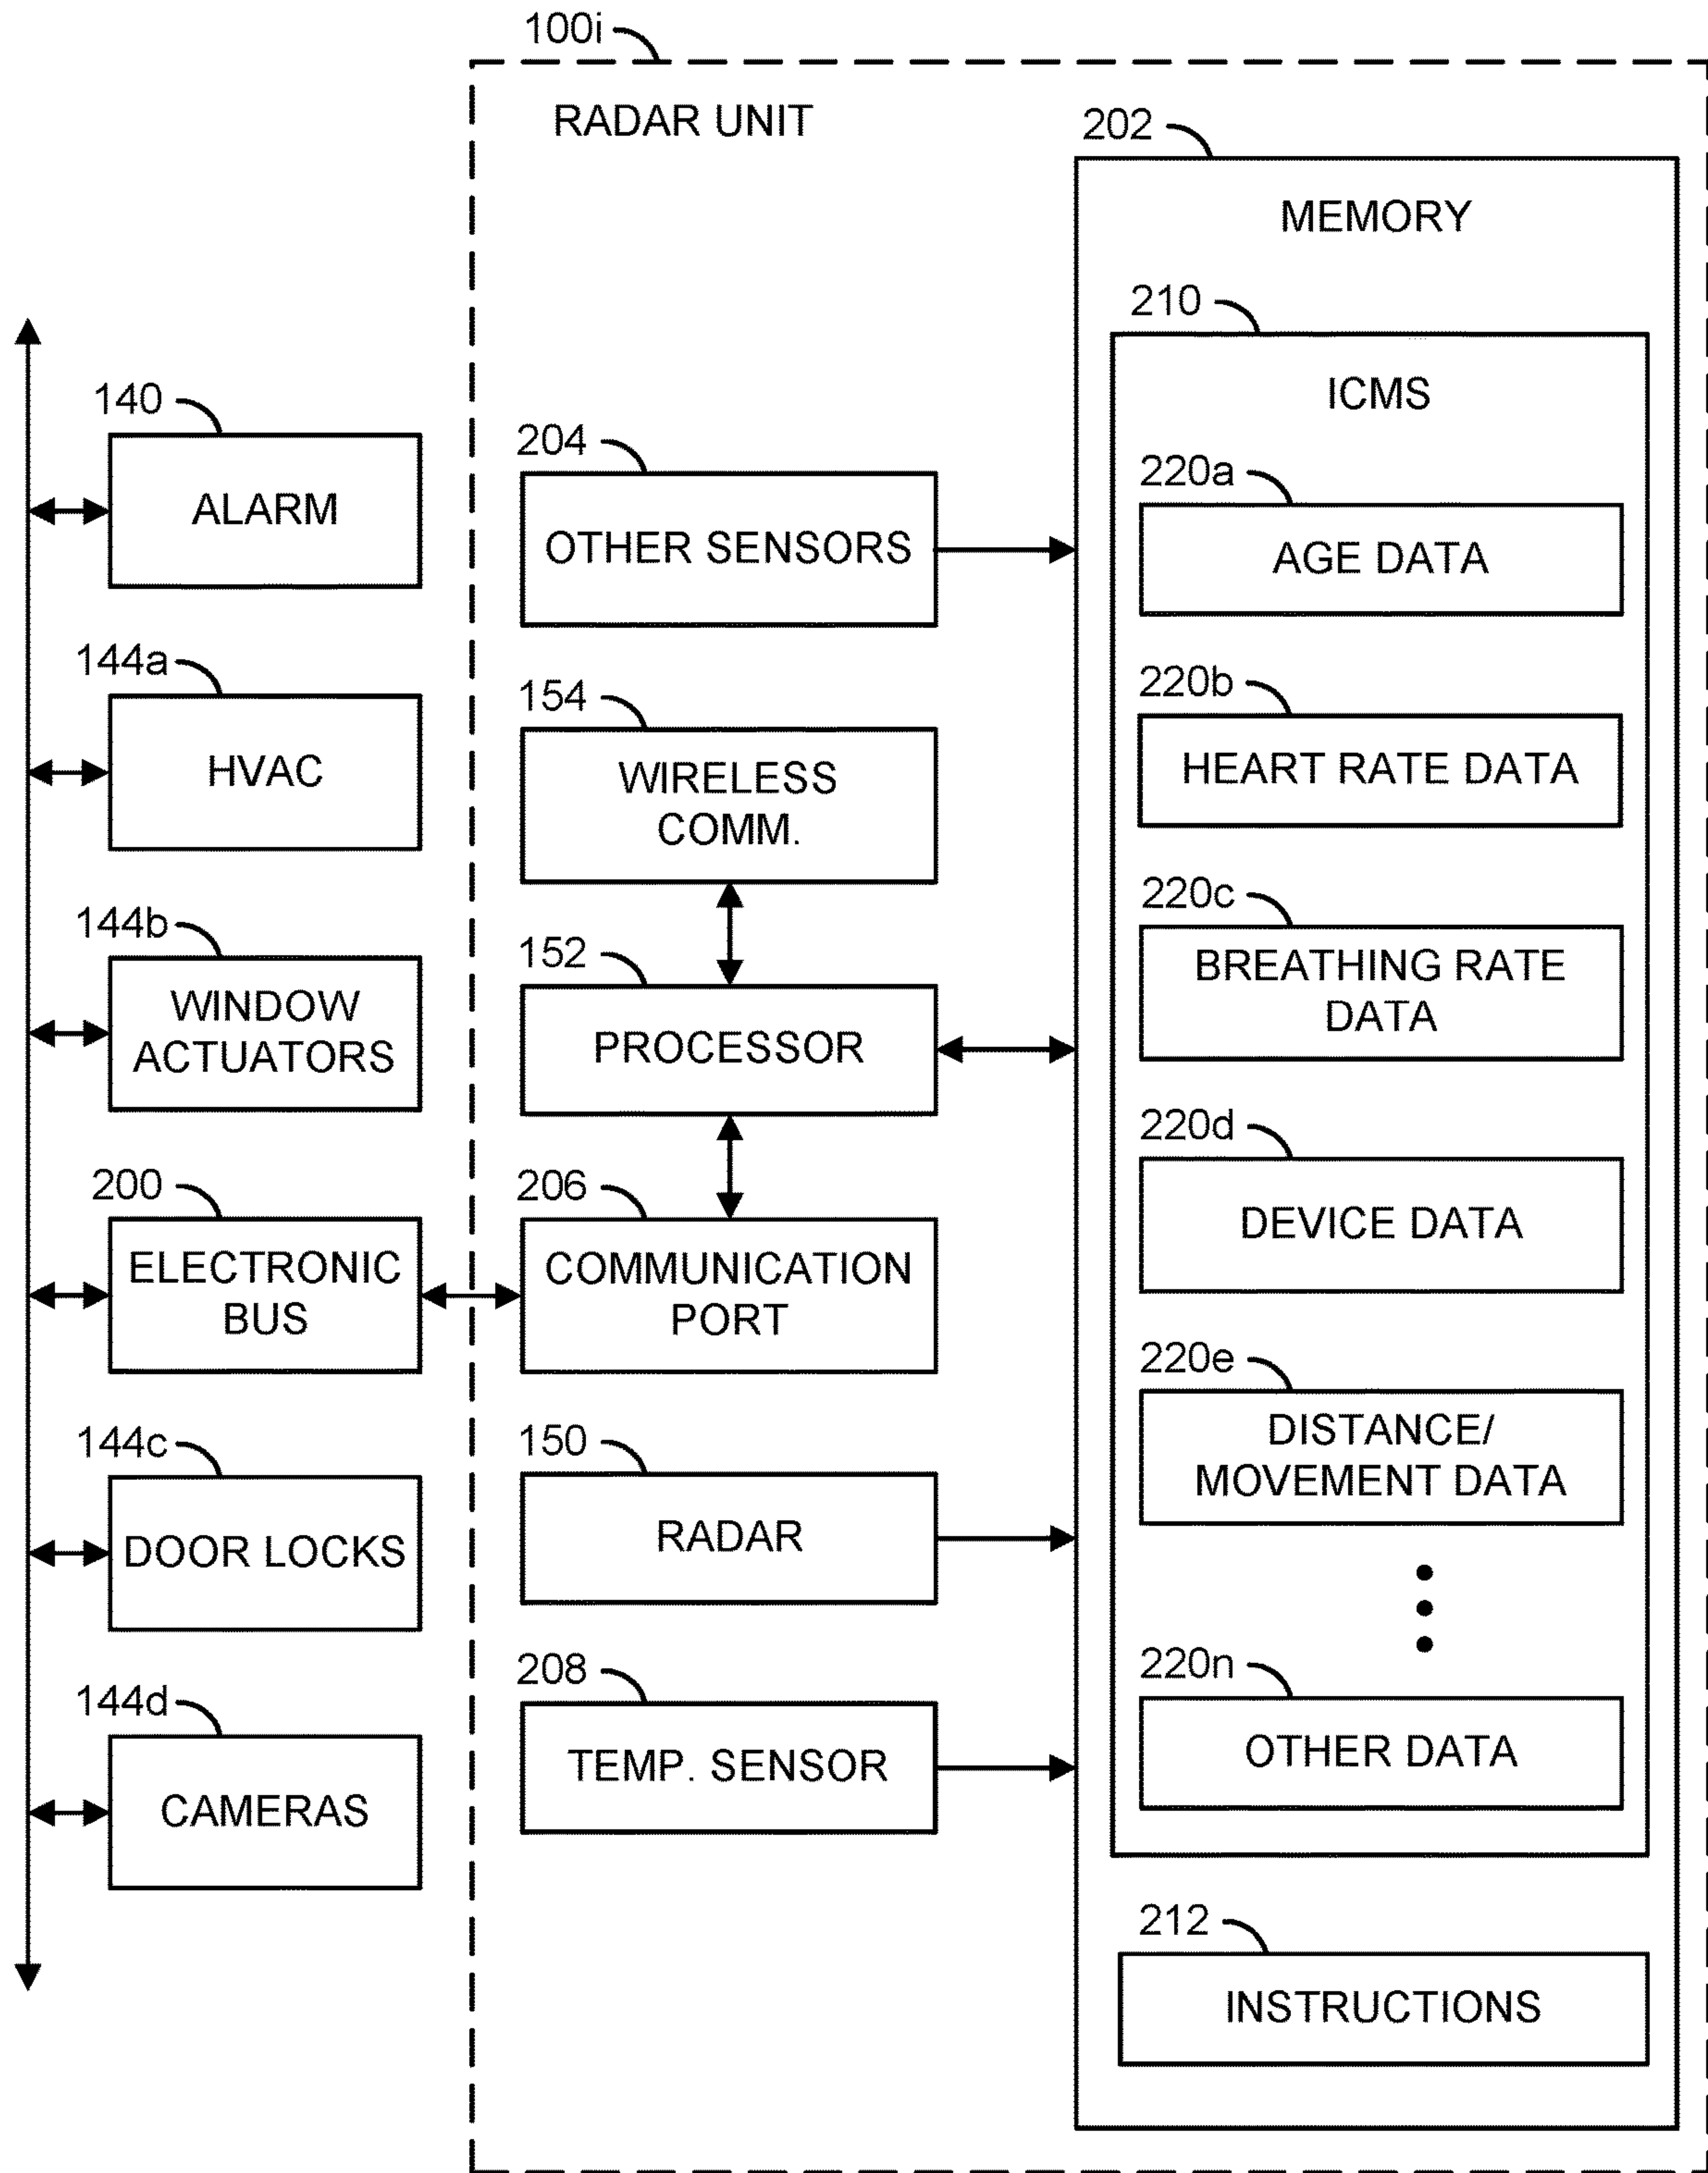 100i
RADAR UNIT
140
ALARM
144a
HVAC
144b
WINDOW
ACTUATORS
200
ELECTRONIC
BUS
144c
DOOR LOCKS
144d
CAMERAS
204
OTHER SENSORS
154
WIRELESS
COMM.
152
PROCESSOR
206
COMMUNICATION
PORT
150
RADAR
208
TEMP. SENSOR
202
MEMORY
210
ICMS
220a
AGE DATA
220b
HEART RATE DATA
220c
BREATHING RATE
DATA
220d
DEVICE DATA
220e
DISTANCE/
MOVEMENT DATA
220n
OTHER DATA
212
INSTRUCTIONS